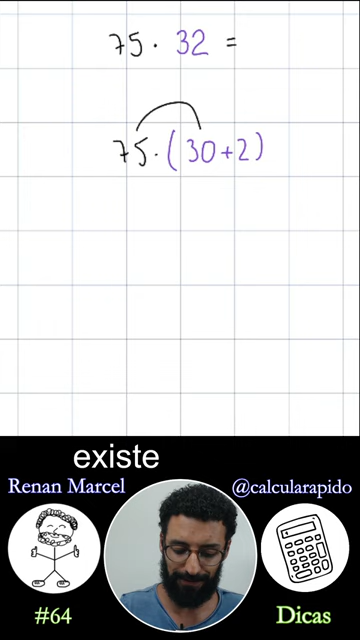 75 · 32 =
75 · (30+2)
existe
Renan Marcel
@calcularapido
#64
Dicas